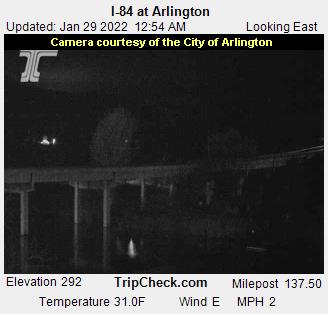 I-84 at Arlington
Updated: Jan 29 2022 12:54 AM Looking East
Camera courtesy of the City of Arlington
Elevation 292 TripCheck.com Milepost 137.50
Temperature 31.0F Wind E MPH 2